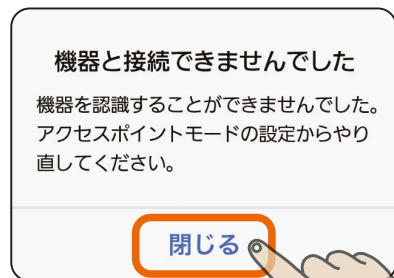 機器と接続できませんでした
機器を認識することができませんでした。
アクセスポイントモードの設定からやり
直してください。
閉じる